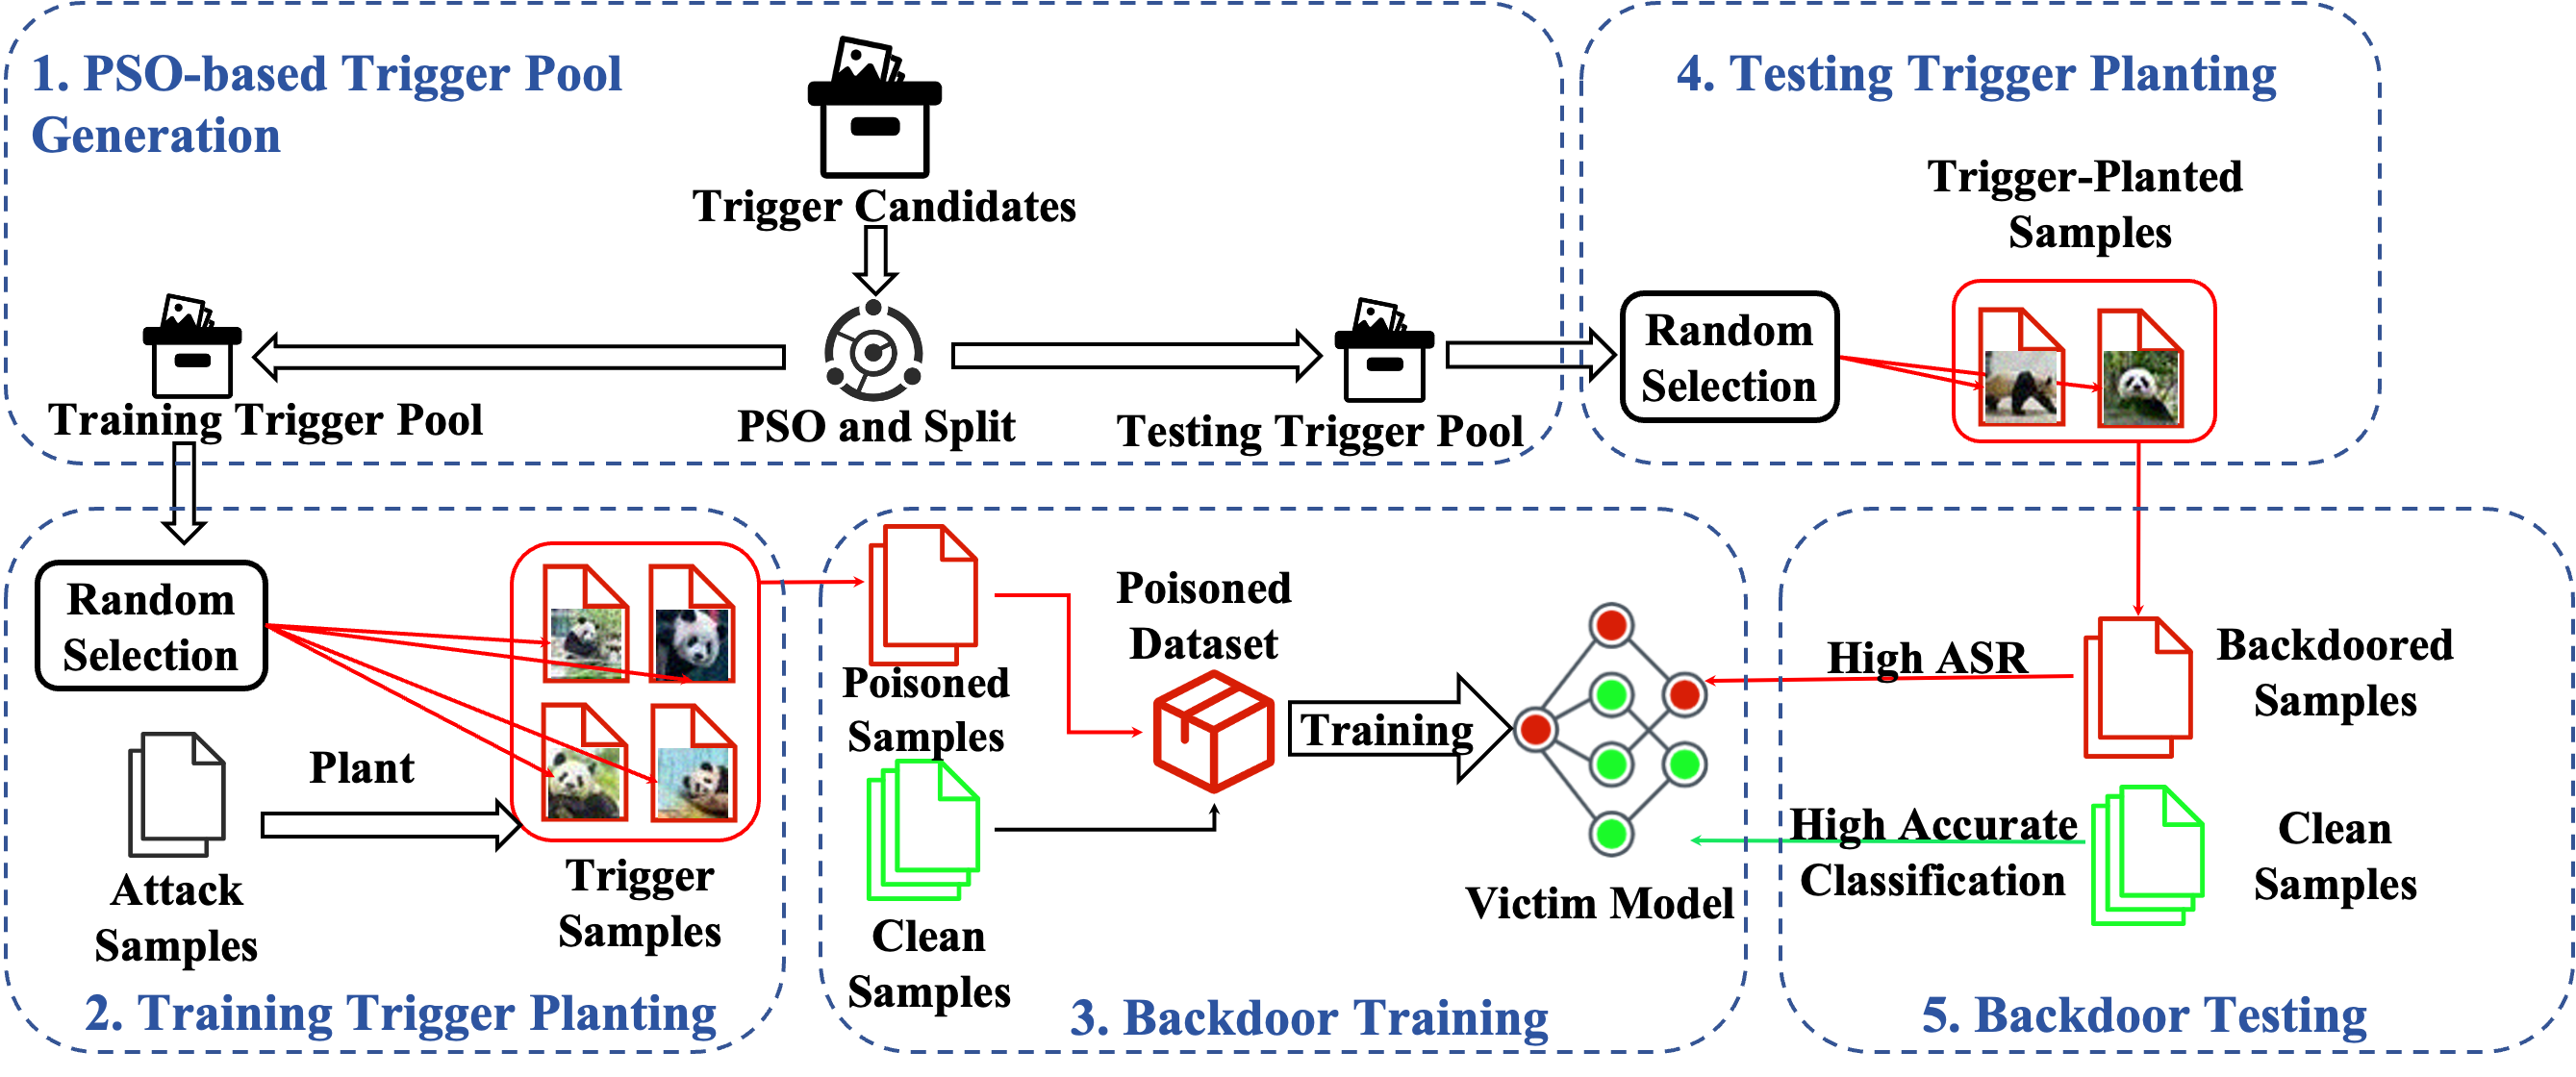 1. PSO-based Trigger Pool
Generation
Trigger Candidates
Training Trigger Pool
PSO and Split
Testing Trigger Pool
4. Testing Trigger Planting
Trigger-Planted
Samples
Random
Selection
Random
Selection
Attack
Samples
Plant
Trigger
Samples
2. Training Trigger Planting
Poisoned
Samples
Clean
Samples
Poisoned
Dataset
Training
Victim Model
3. Backdoor Training
High ASR
Backdoored
Samples
High Accurate
Classification
Clean
Samples
5. Backdoor Testing